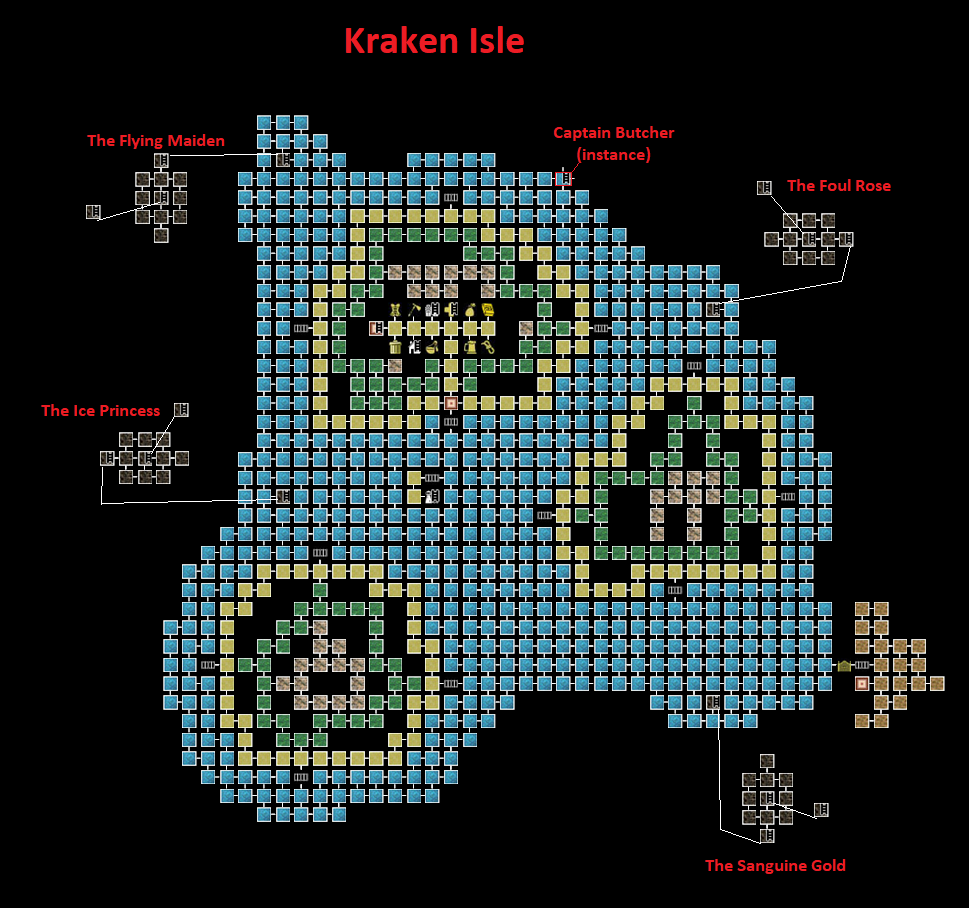 Kraken Isle
The Flying Maiden
Captain Butcher
(instance)
The Foul Rose
The Ice Princess
The Sanguine Gold